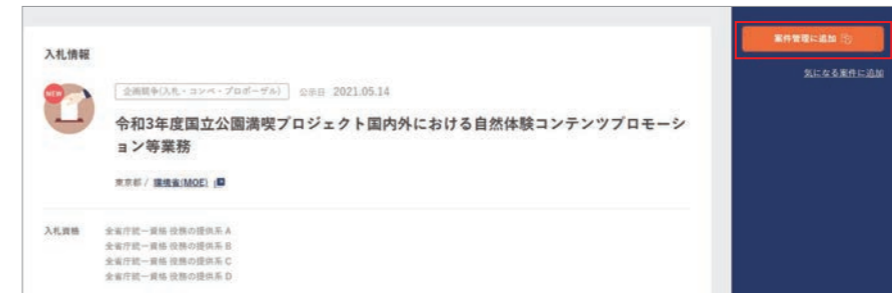 入札情報
NEW
企画競争(入札・コンペ・プロポーザル) 公示日 2021.05.14
令和3年度国立公園満喫プロジェクト国内外における自然体験コンテンツプロモーシ
ョン等業務
東京都 / 環境省(MOE)
入札資格
全省庁統一資格 役務の提供系 A
全省庁統一資格 役務の提供系 B
全省庁統一資格 役務の提供系 C
全省庁統一資格 役務の提供系 D
案件管理に追加
気になる案件に追加